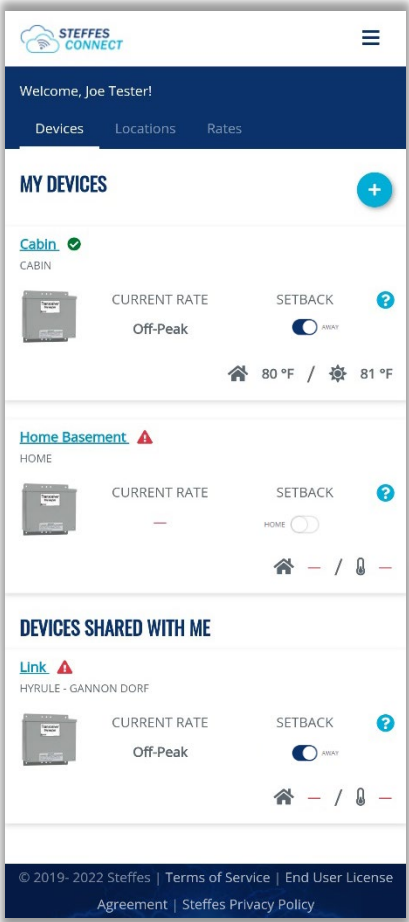 STEFFES
CONNECT
Welcome, Joe Tester!
Devices Locations Rates
MY DEVICES
+
Cabin
CABIN
CURRENT RATE SETBACK ?
Off-Peak AWAY
80 °F / 81 °F
Home Basement
HOME
CURRENT RATE SETBACK ?
— HOME
— / —
DEVICES SHARED WITH ME
Link
HYRULE - GANNON DORF
CURRENT RATE SETBACK ?
Off-Peak AWAY
— / —
© 2019- 2022 Steffes | Terms of Service | End User License
Agreement | Steffes Privacy Policy